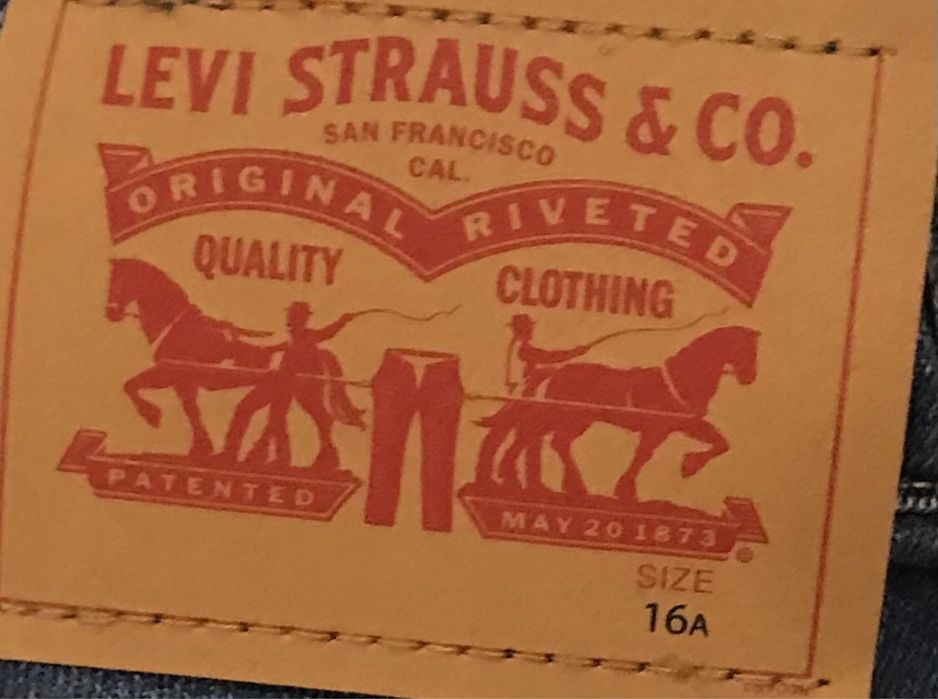 LEVI STRAUSS & CO.
SAN FRANCISCO
CAL.
ORIGINAL RIVETED
QUALITY CLOTHING
PATENTED MAY 20 1873
®
SIZE
16A